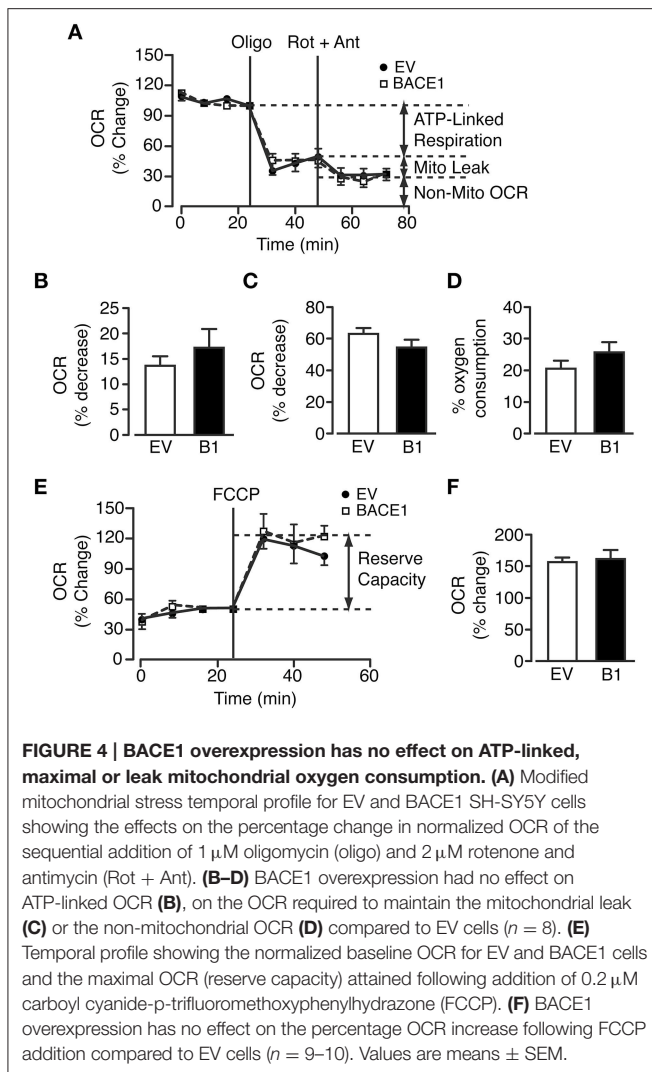 A
Oligo Rot + Ant
EV
BACE1
150
120
90
60
30
0
OCR
(% Change)
ATP-Linked
Respiration
Mito Leak
Non-Mito OCR
0 20 40 60 80
Time (min)
B
25
20
15
10
5
0
OCR
(% decrease)
EV B1
C
80
60
40
20
0
OCR
(% decrease)
EV B1
D
40
30
20
10
0
% oxygen
consumption
EV B1
E
FCCP
EV
BACE1
150
120
90
60
30
0
OCR
(% Change)
Reserve
Capacity
0 20 40 60
Time (min)
F
200
150
100
50
0
OCR
(% change)
EV B1
FIGURE 4 | BACE1 overexpression has no effect on ATP-linked,
maximal or leak mitochondrial oxygen consumption. (A) Modified
mitochondrial stress temporal profile for EV and BACE1 SH-SY5Y cells
showing the effects on the percentage change in normalized OCR of the
sequential addition of 1 μM oligomycin (oligo) and 2 μM rotenone and
antimycin (Rot + Ant). (B–D) BACE1 overexpression had no effect on
ATP-linked OCR (B), on the OCR required to maintain the mitochondrial leak
(C) or the non-mitochondrial OCR (D) compared to EV cells (n = 8). (E)
Temporal profile showing the normalized baseline OCR for EV and BACE1 cells
and the maximal OCR (reserve capacity) attained following addition of 0.2 μM
carboyl cyanide-p-trifluoromethoxyphenylhydrazone (FCCP). (F) BACE1
overexpression has no effect on the percentage OCR increase following FCCP
addition compared to EV cells (n = 9–10). Values are means ± SEM.